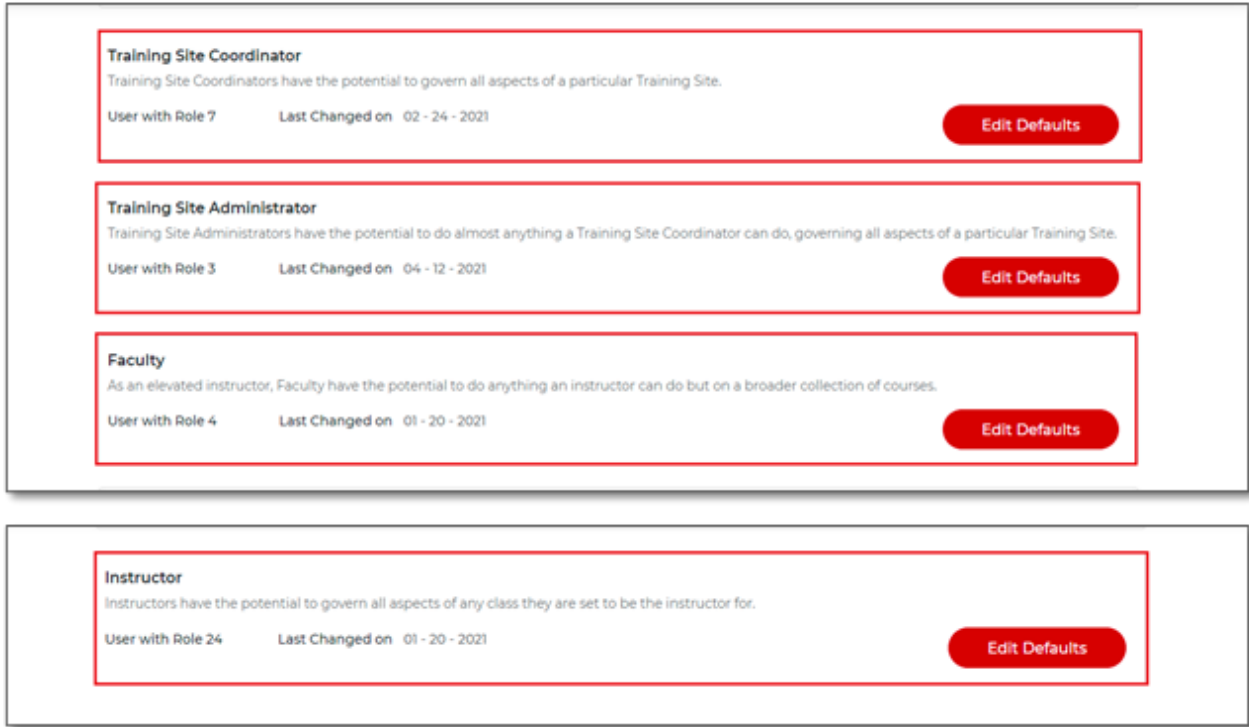 Training Site Coordinator
Training Site Coordinators have the potential to govern all aspects of a particular Training Site.
User with Role 7 Last Changed on 02 - 24 - 2021
Edit Defaults
Training Site Administrator
Training Site Administrators have the potential to do almost anything a Training Site Coordinator can do, governing all aspects of a particular Training Site.
User with Role 3 Last Changed on 04 - 12 - 2021
Edit Defaults
Faculty
As an elevated instructor, Faculty have the potential to do anything an instructor can do but on a broader collection of courses.
User with Role 4 Last Changed on 01 - 20 - 2021
Edit Defaults
Instructor
Instructors have the potential to govern all aspects of any class they are set to be the instructor for.
User with Role 24 Last Changed on 01 - 20 - 2021
Edit Defaults